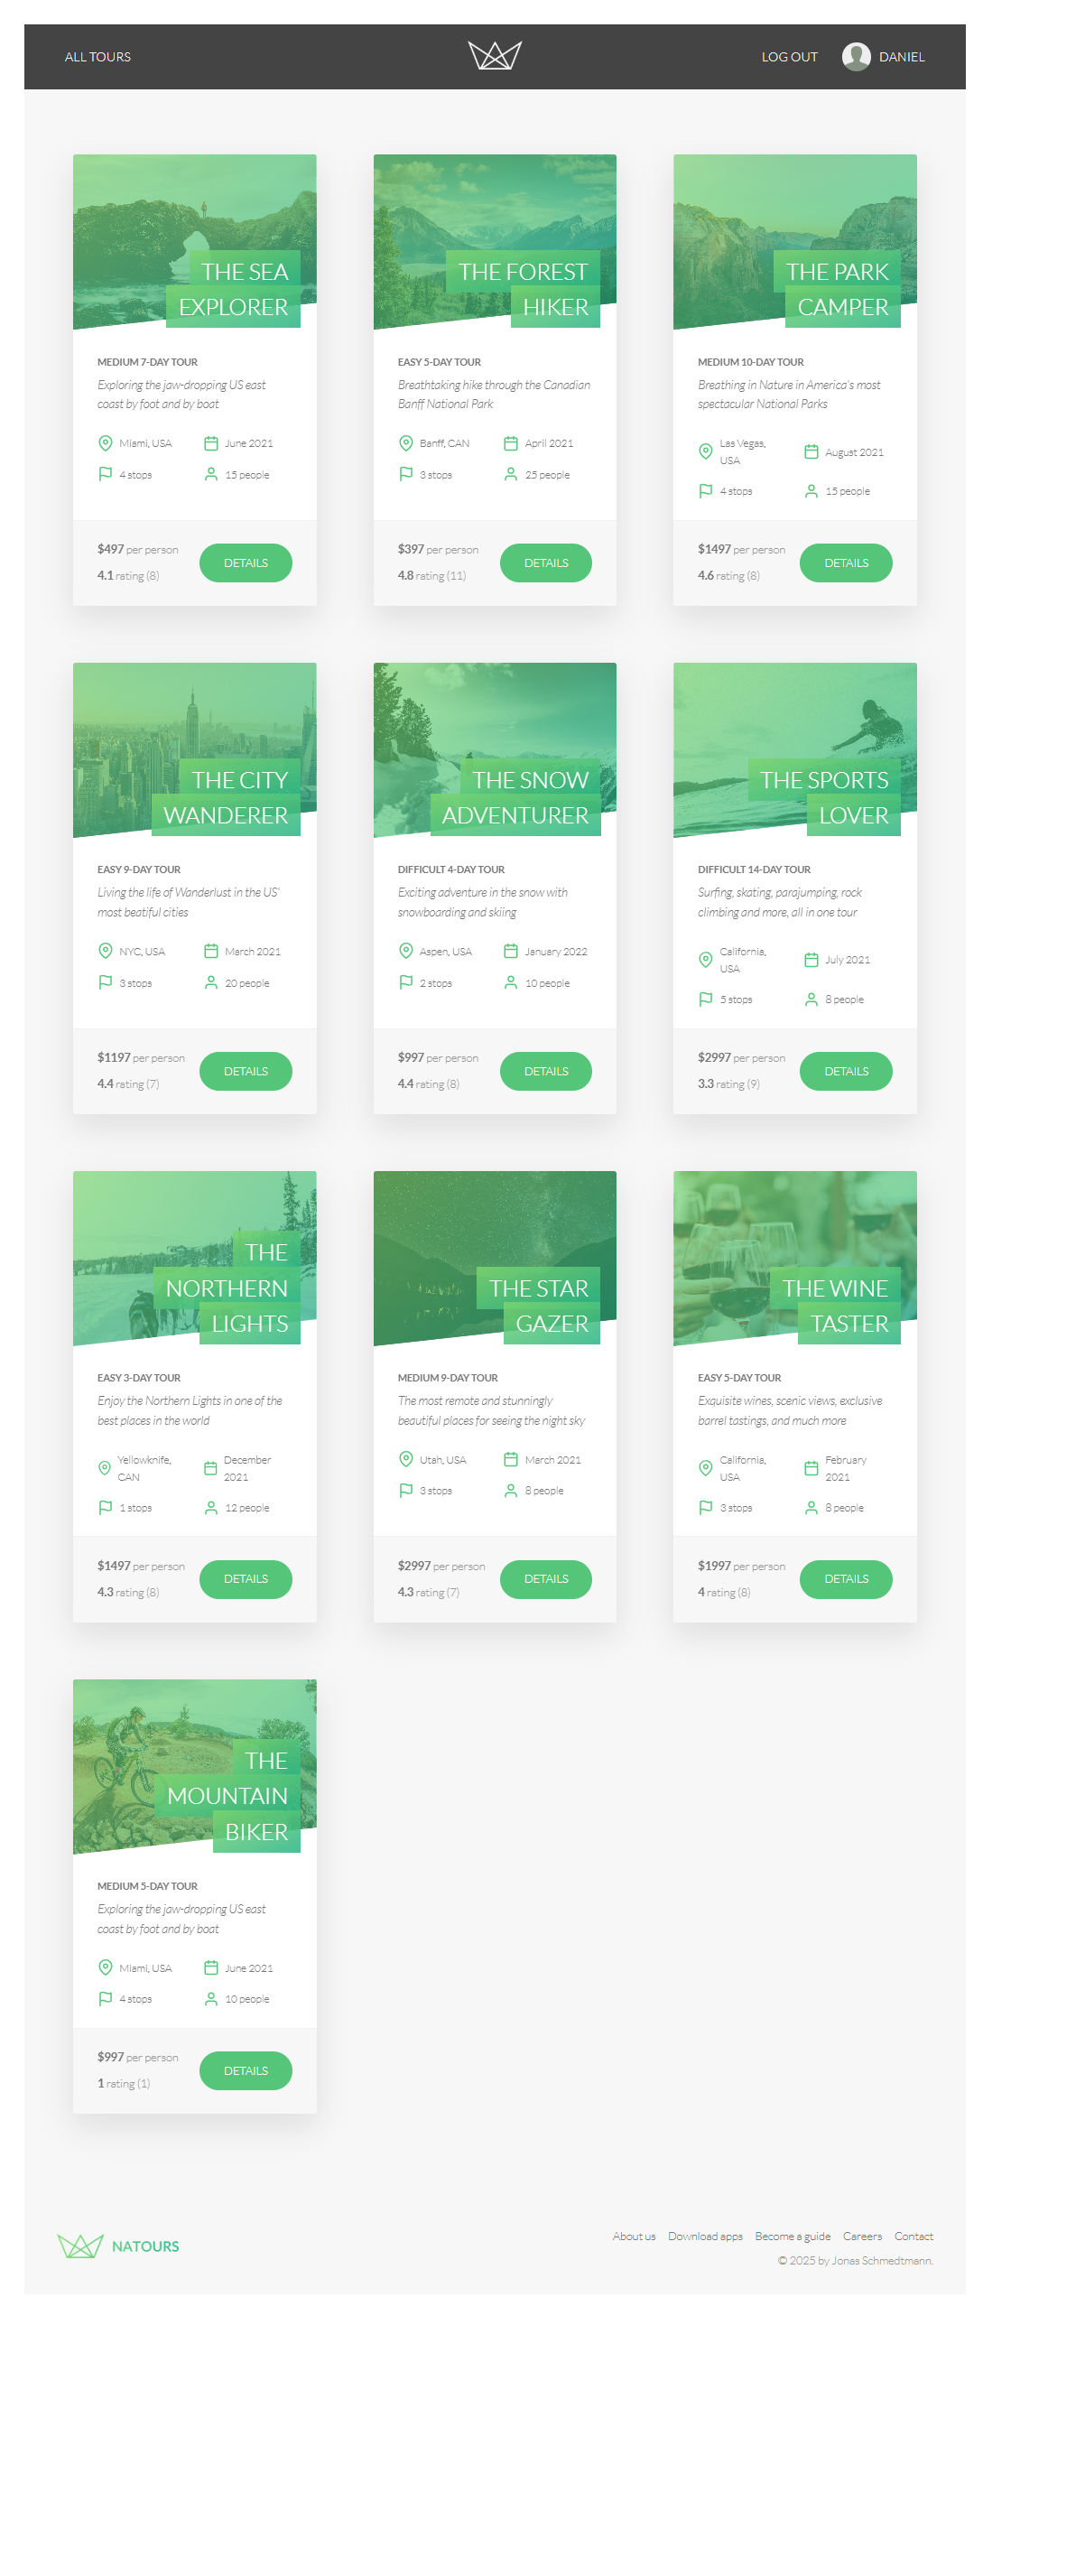 ALL TOURS
LOG OUT
DANIEL
THE SEA
EXPLORER
MEDIUM 7-DAY TOUR
Exploring the jaw-dropping US east
coast by foot and by boat
Miami, USA
June 2021
4 stops
15 people
$497 per person
4.1 rating (8)
DETAILS
THE FOREST
HIKER
EASY 5-DAY TOUR
Breathtaking hike through the Canadian
Banff National Park
Banff, CAN
April 2021
3 stops
25 people
$397 per person
4.8 rating (11)
DETAILS
THE PARK
CAMPER
MEDIUM 10-DAY TOUR
Breathing in Nature in America's most
spectacular National Parks
Las Vegas,
USA
August 2021
4 stops
15 people
$1497 per person
4.6 rating (8)
DETAILS
THE CITY
WANDERER
EASY 9-DAY TOUR
Living the life of Wanderlust in the US'
most beatiful cities
NYC, USA
March 2021
3 stops
20 people
$1197 per person
4.4 rating (7)
DETAILS
THE SNOW
ADVENTURER
DIFFICULT 4-DAY TOUR
Exciting adventure in the snow with
snowboarding and skiing
Aspen, USA
January 2022
2 stops
10 people
$997 per person
4.4 rating (8)
DETAILS
THE SPORTS
LOVER
DIFFICULT 14-DAY TOUR
Surfing, skating, parajumping, rock
climbing and more, all in one tour
California,
USA
July 2021
5 stops
8 people
$2997 per person
3.3 rating (9)
DETAILS
THE
NORTHERN
LIGHTS
EASY 3-DAY TOUR
Enjoy the Northern Lights in one of the
best places in the world
Yellowknife,
CAN
December
2021
1 stops
12 people
$1497 per person
4.3 rating (8)
DETAILS
THE STAR
GAZER
MEDIUM 9-DAY TOUR
The most remote and stunningly
beautiful places for seeing the night sky
Utah, USA
March 2021
3 stops
8 people
$2997 per person
4.3 rating (7)
DETAILS
THE WINE
TASTER
EASY 5-DAY TOUR
Exquisite wines, scenic views, exclusive
barrel tastings, and much more
California,
USA
February
2021
3 stops
8 people
$1997 per person
4 rating (8)
DETAILS
THE
MOUNTAIN
BIKER
MEDIUM 5-DAY TOUR
Exploring the jaw-dropping US east
coast by foot and by boat
Miami, USA
June 2021
4 stops
10 people
$997 per person
1 rating (1)
DETAILS
NATOURS
About us
Download apps
Become a guide
Careers
Contact
© 2025 by Jonas Schmedtmann.